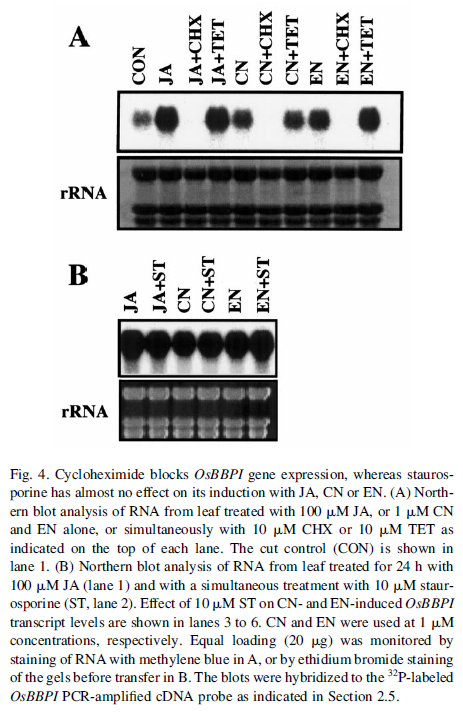 A
CON
JA
JA+CHX
JA+TET
CN
CN+CHX
CN+TET
EN
EN+CHX
EN+TET
rRNA
B
JA
JA+ST
CN
CN+ST
EN
EN+ST
rRNA
Fig. 4. Cycloheximide blocks OsBBPI gene expression, whereas stauros-
porine has almost no effect on its induction with JA, CN or EN. (A) North-
ern blot analysis of RNA from leaf treated with 100 μM JA, or 1 μM CN
and EN alone, or simultaneously with 10 μM CHX or 10 μM TET as
indicated on the top of each lane. The cut control (CON) is shown in
lane 1. (B) Northern blot analysis of RNA from leaf treated for 24 h with
100 μM JA (lane 1) and with a simultaneous treatment with 10 μM staur-
osporine (ST, lane 2). Effect of 10 μM ST on CN- and EN-induced OsBBPI
transcript levels are shown in lanes 3 to 6. CN and EN were used at 1 μM
concentrations, respectively. Equal loading (20 μg) was monitored by
staining of RNA with methylene blue in A, or by ethidium bromide staining
of the gels before transfer in B. The blots were hybridized to the ³²P-labeled
OsBBPI PCR-amplified cDNA probe as indicated in Section 2.5.